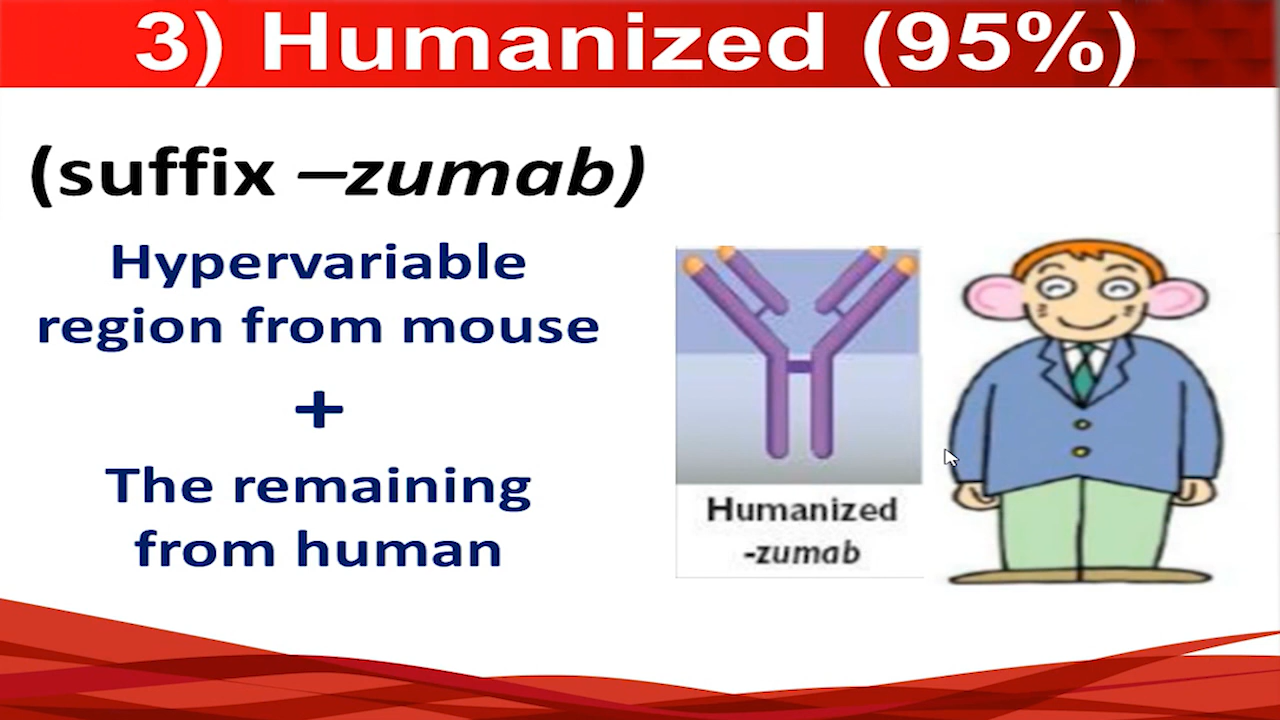 3) Humanized (95%)
(suffix –zumab)
Hypervariable
region from mouse
+
The remaining
from human
Humanized
-zumab